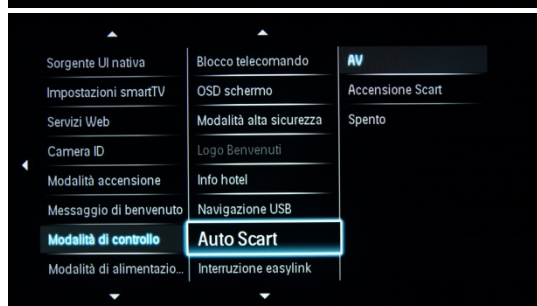 Sorgente UI nativa
Impostazioni smartTV
Servizi Web
Camera ID
Modalità accensione
Messaggio di benvenuto
Modalità di controllo
Modalità di alimentazio...
Blocco telecomando
OSD schermo
Modalità alta sicurezza
Logo Benvenuti
Info hotel
Navigazione USB
Auto Scart
Interruzione easylink
AV
Accensione Scart
Spento